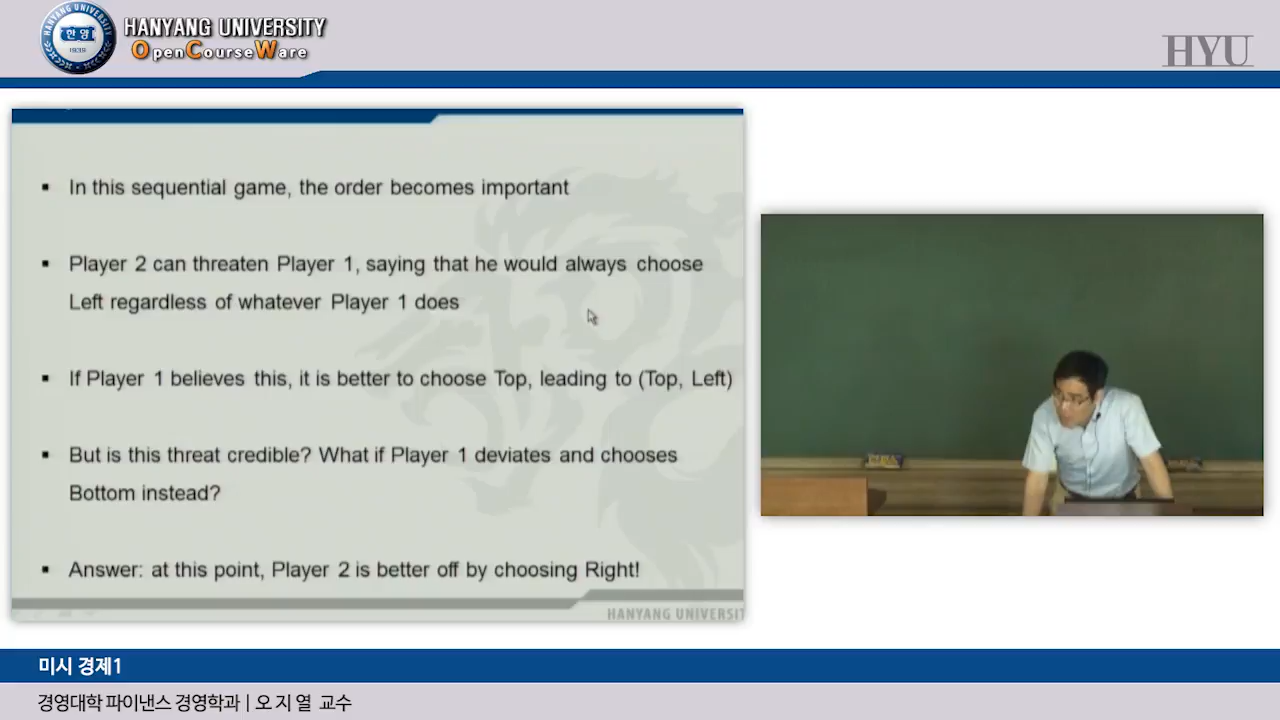 HANYANG UNIVERSITY
OpenCourseWare
한양
1939
HYU
▪ In this sequential game, the order becomes important
▪ Player 2 can threaten Player 1, saying that he would always choose
Left regardless of whatever Player 1 does
▪ If Player 1 believes this, it is better to choose Top, leading to (Top, Left)
▪ But is this threat credible? What if Player 1 deviates and chooses
Bottom instead?
▪ Answer: at this point, Player 2 is better off by choosing Right!
HANYANG UNIVERSIT
미시 경제1
경영대학 파이낸스 경영학과 | 오 지 열 교수